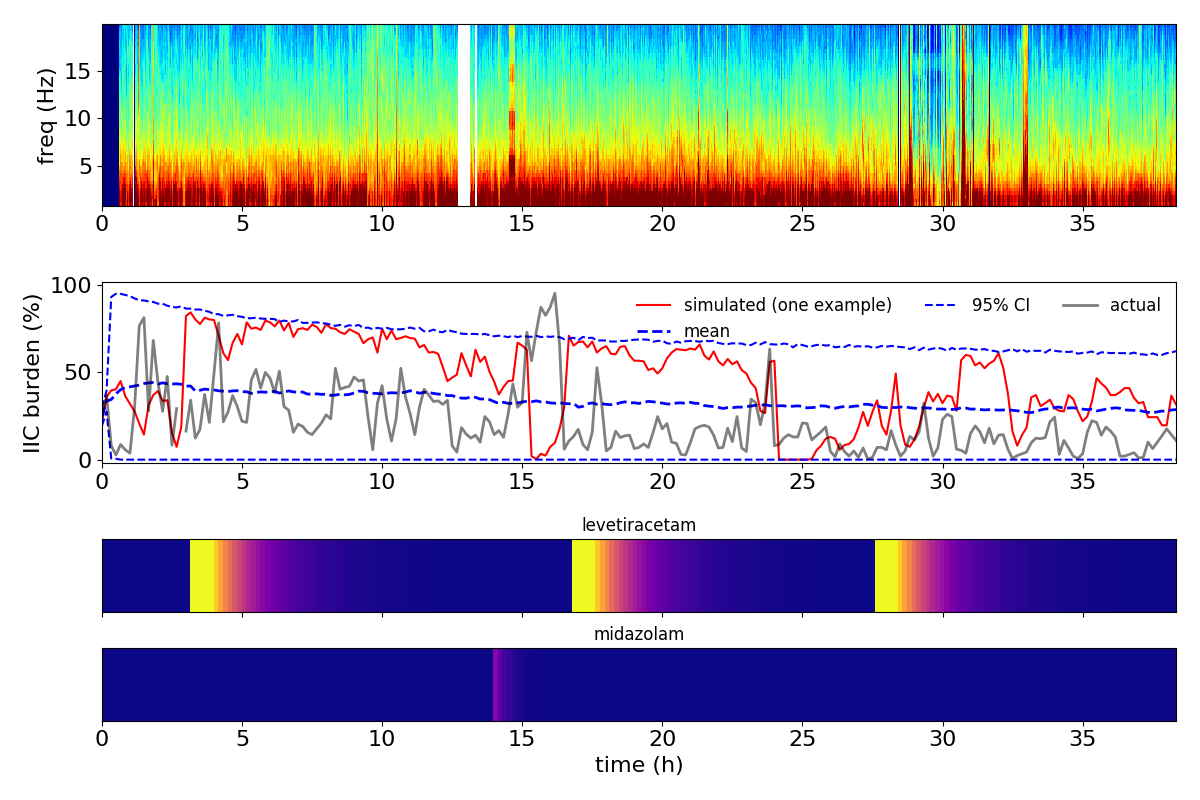 freq (Hz)
15
10
5
0 5 10 15 20 25 30 35
IIC burden (%)
100
50
0
simulated (one example)
mean
95% CI
actual
0 5 10 15 20 25 30 35
levetiracetam
midazolam
0 5 10 15 20 25 30 35
time (h)